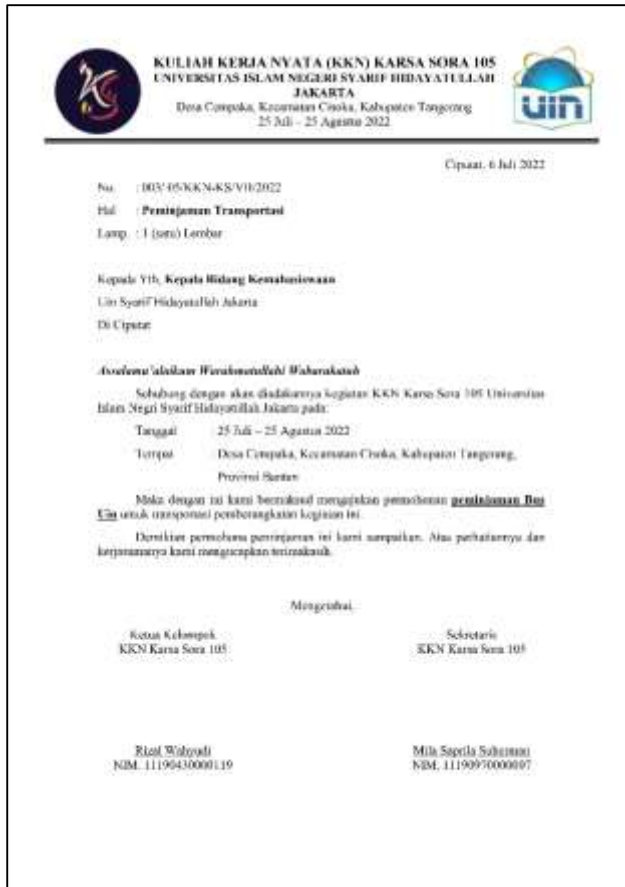 KULIAH KERJA NYATA (KKN) KARSA SORA 105
UNIVERSITAS ISLAM NEGERI SYARIF HIDAYATULLAH
JAKARTA
Desa Cempaka, Kecamatan Cisoka, Kabupaten Tangerang
25 Juli – 25 Agustus 2022
UIN
Ciputat, 6 Juli 2022
No. : 003/ 05/KKN-KS/VII/2022
Hal : Peminjaman Transportasi
Lamp. : 1 (satu) Lembar
Kepada Yth, Kepala Bidang Kemahasiswaan
Uin Syarif Hidayatullah Jakarta
Di Ciputat
Assalamu'alaikum Warahmatullahi Wabarakatuh
Sehubung dengan akan diadakannya kegiatan KKN Karsa Sora 105 Universitas
Islam Negri Syarif Hidayatullah Jakarta pada:
Tanggal 25 Juli – 25 Agustus 2022
Tempat Desa Cempaka, Kecamatan Cisoka, Kabupaten Tangerang,
Provinsi Banten
Maka dengan ini kami bermaksud mengajukan permohonan peminjaman Bus
Uin untuk transportasi pemberangkatan kegiatan ini.
Demikian permohonan peminjaman ini kami sampaikan. Atas perhatiannya dan
kerjasamanya kami mengucapkan terimakasih.
Mengetahui,
Ketua Kelompok Sekretaris
KKN Karsa Sora 105 KKN Karsa Sora 105
Rizal Wahyudi Mila Saprila
NIM. 11190430000119 NIM. 11190970000097